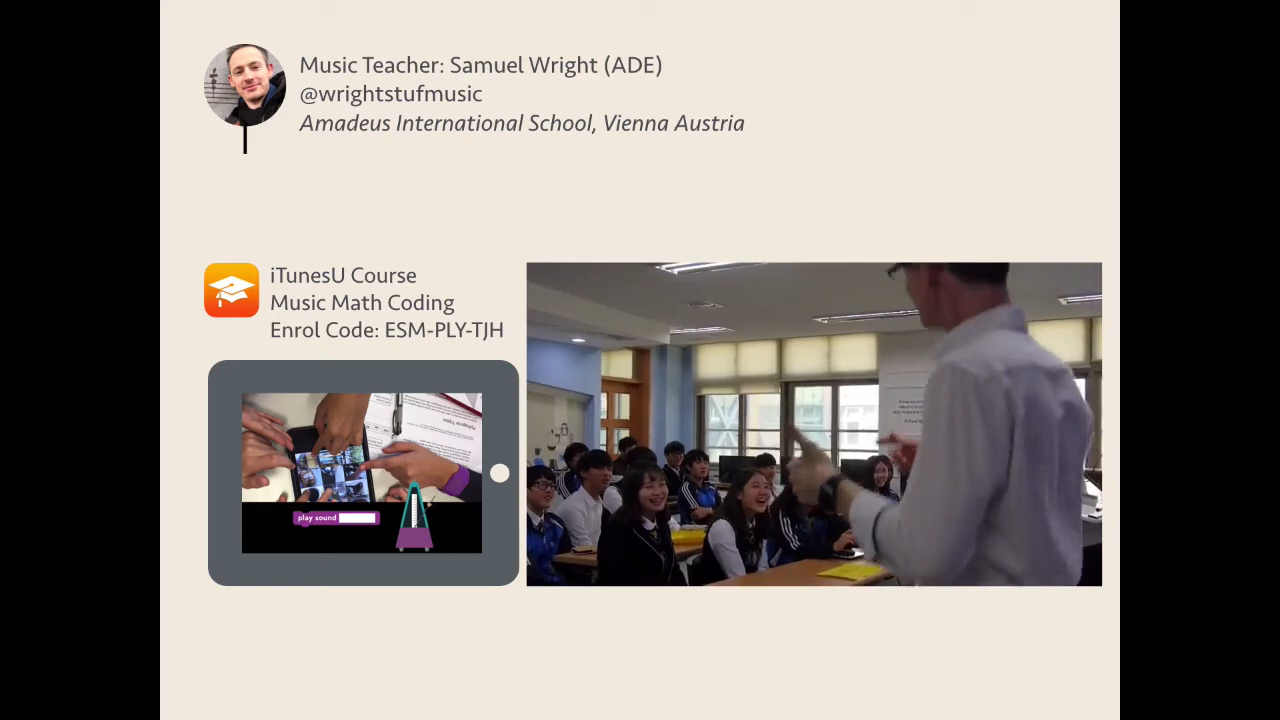 Music Teacher: Samuel Wright (ADE)
@wrightstufmusic
Amadeus International School, Vienna Austria
iTunesU Course
Music Math Coding
Enrol Code: ESM-PLY-TJH
play sound